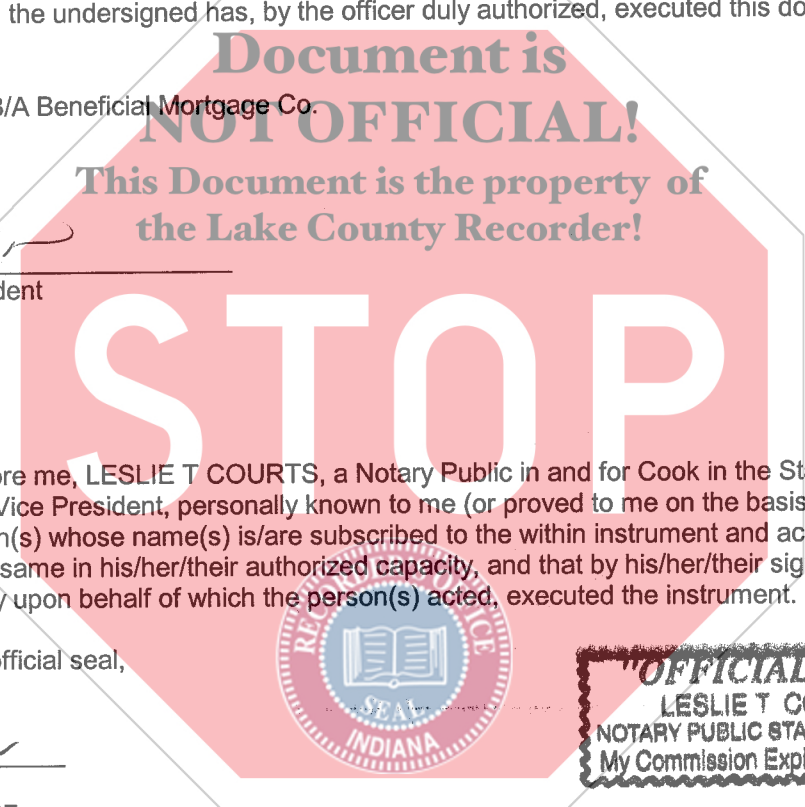 the undersigned has, by the officer duly authorized, executed this do
Document is
B/A Beneficial Mortgage Co.
NOT OFFICIAL!
This Document is the property of
the Lake County Recorder!
dent
STOP
ore me, LESLIE T COURTS, a Notary Public in and for Cook in the St
Vice President, personally known to me (or proved to me on the basis
n(s) whose name(s) is/are subscribed to the within instrument and ac
same in his/her/their authorized capacity, and that by his/her/their sig
y upon behalf of which the person(s) acted, executed the instrument.
RECORDER'S OFFICE
SEAL
INDIANA
fficial seal,
"OFFICIAL
LESLIE T CO
NOTARY PUBLIC STA
My Commission Expi